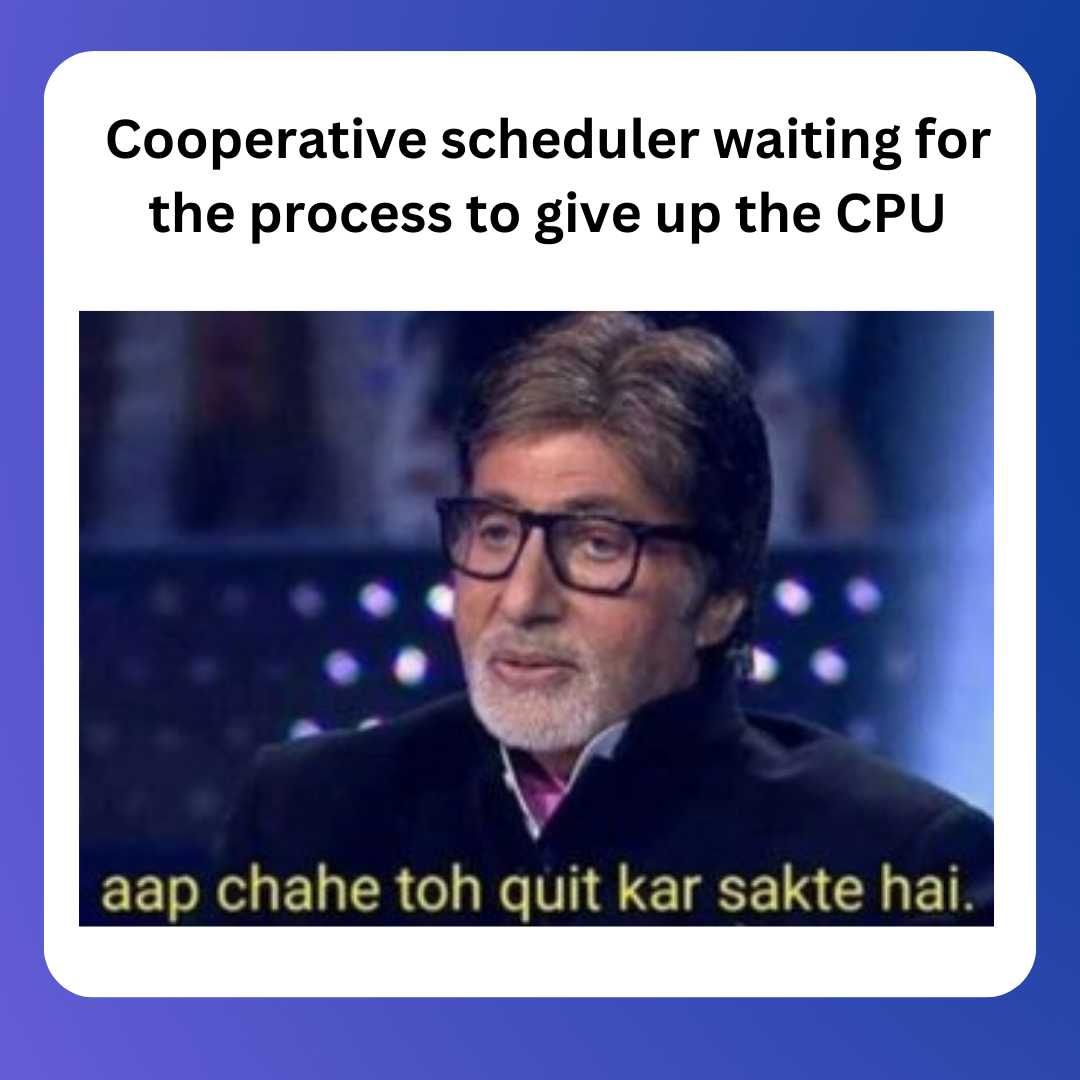 Cooperative scheduler waiting for
the process to give up the CPU
aap chahe toh quit kar sakte hai.